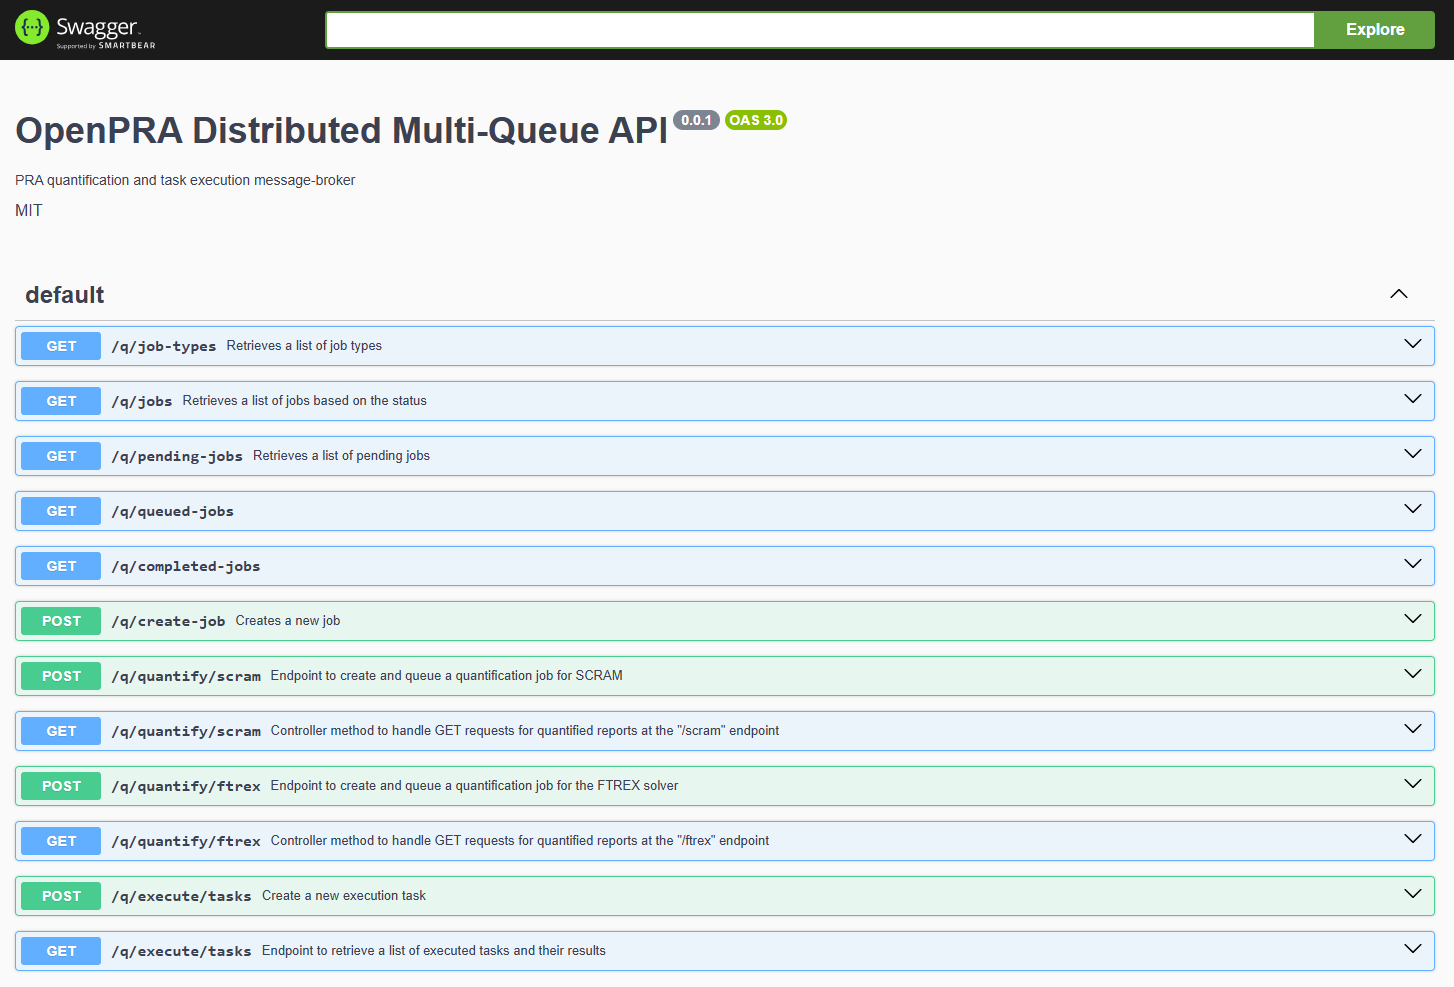 Swagger
Supported by SMARTBEAR
Explore
OpenPRA Distributed Multi-Queue API 0.0.1 OAS 3.0
PRA quantification and task execution message-broker
MIT
default
GET /q/job-types Retrieves a list of job types
GET /q/jobs Retrieves a list of jobs based on the status
GET /q/pending-jobs Retrieves a list of pending jobs
GET /q/queued-jobs
GET /q/completed-jobs
POST /q/create-job Creates a new job
POST /q/quantify/scram Endpoint to create and queue a quantification job for SCRAM
GET /q/quantify/scram Controller method to handle GET requests for quantified reports at the "/scram" endpoint
POST /q/quantify/ftrex Endpoint to create and queue a quantification job for the FTREX solver
GET /q/quantify/ftrex Controller method to handle GET requests for quantified reports at the "/ftrex" endpoint
POST /q/execute/tasks Create a new execution task
GET /q/execute/tasks Endpoint to retrieve a list of executed tasks and their results